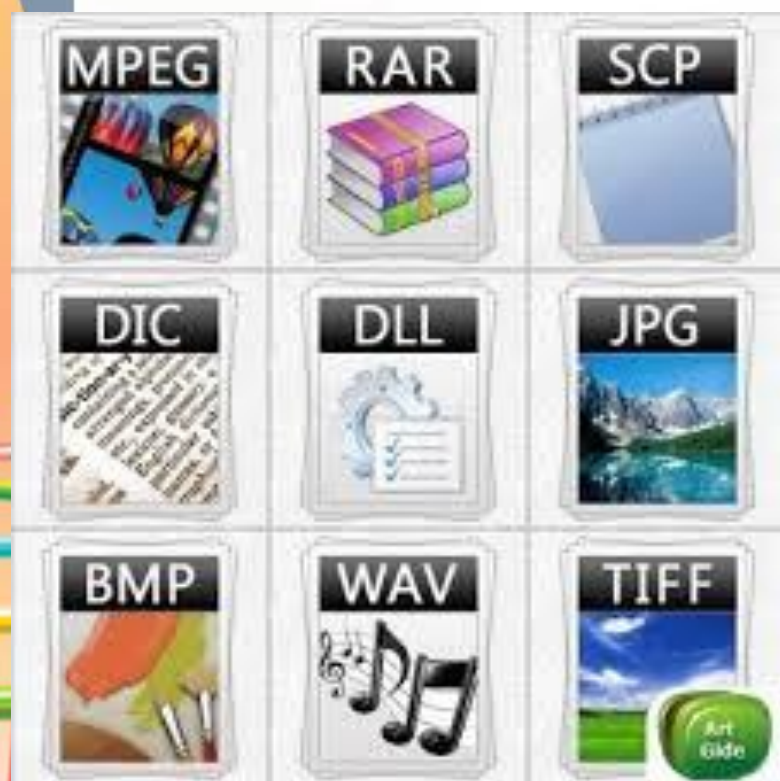 MPEG
RAR
SCP
DIC
DLL
JPG
BMP
WAV
TIFF
Art
Gide